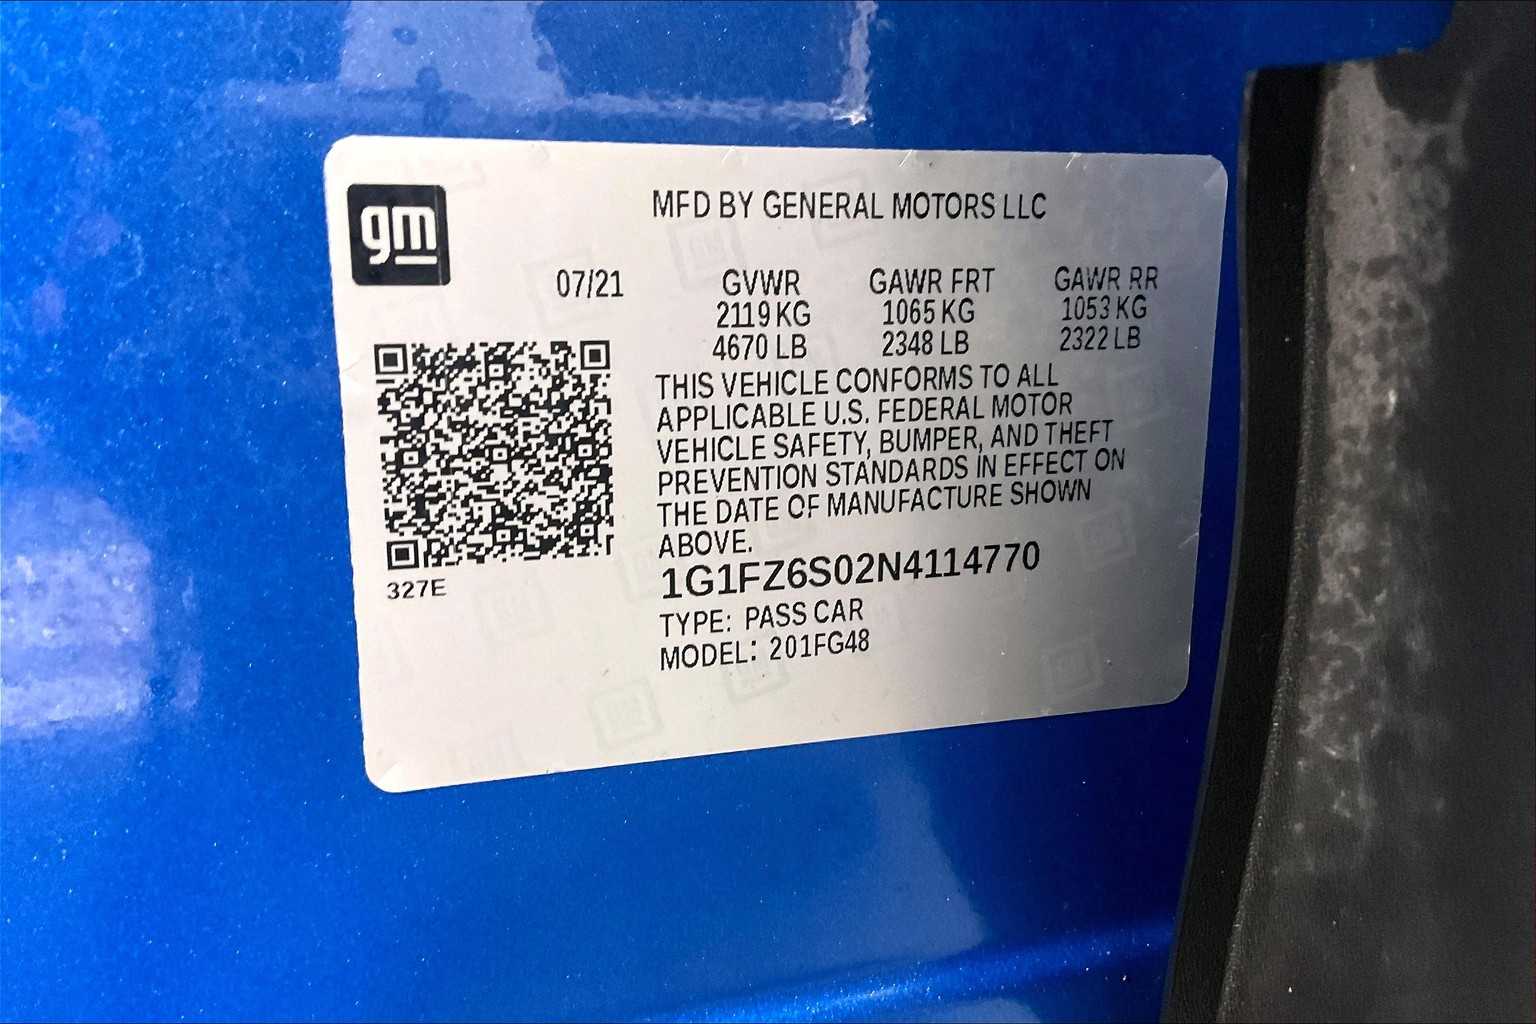 gm
MFD BY GENERAL MOTORS LLC
07/21 GVWR GAWR FRT GAWR RR
2119 KG 1065 KG 1053 KG
4670 LB 2348 LB 2322 LB
THIS VEHICLE CONFORMS TO ALL
APPLICABLE U.S. FEDERAL MOTOR
VEHICLE SAFETY, BUMPER, AND THEFT
PREVENTION STANDARDS IN EFFECT ON
THE DATE OF MANUFACTURE SHOWN
ABOVE.
327E
1G1FZ6S02N4114770
TYPE: PASS CAR
MODEL: 201FG48